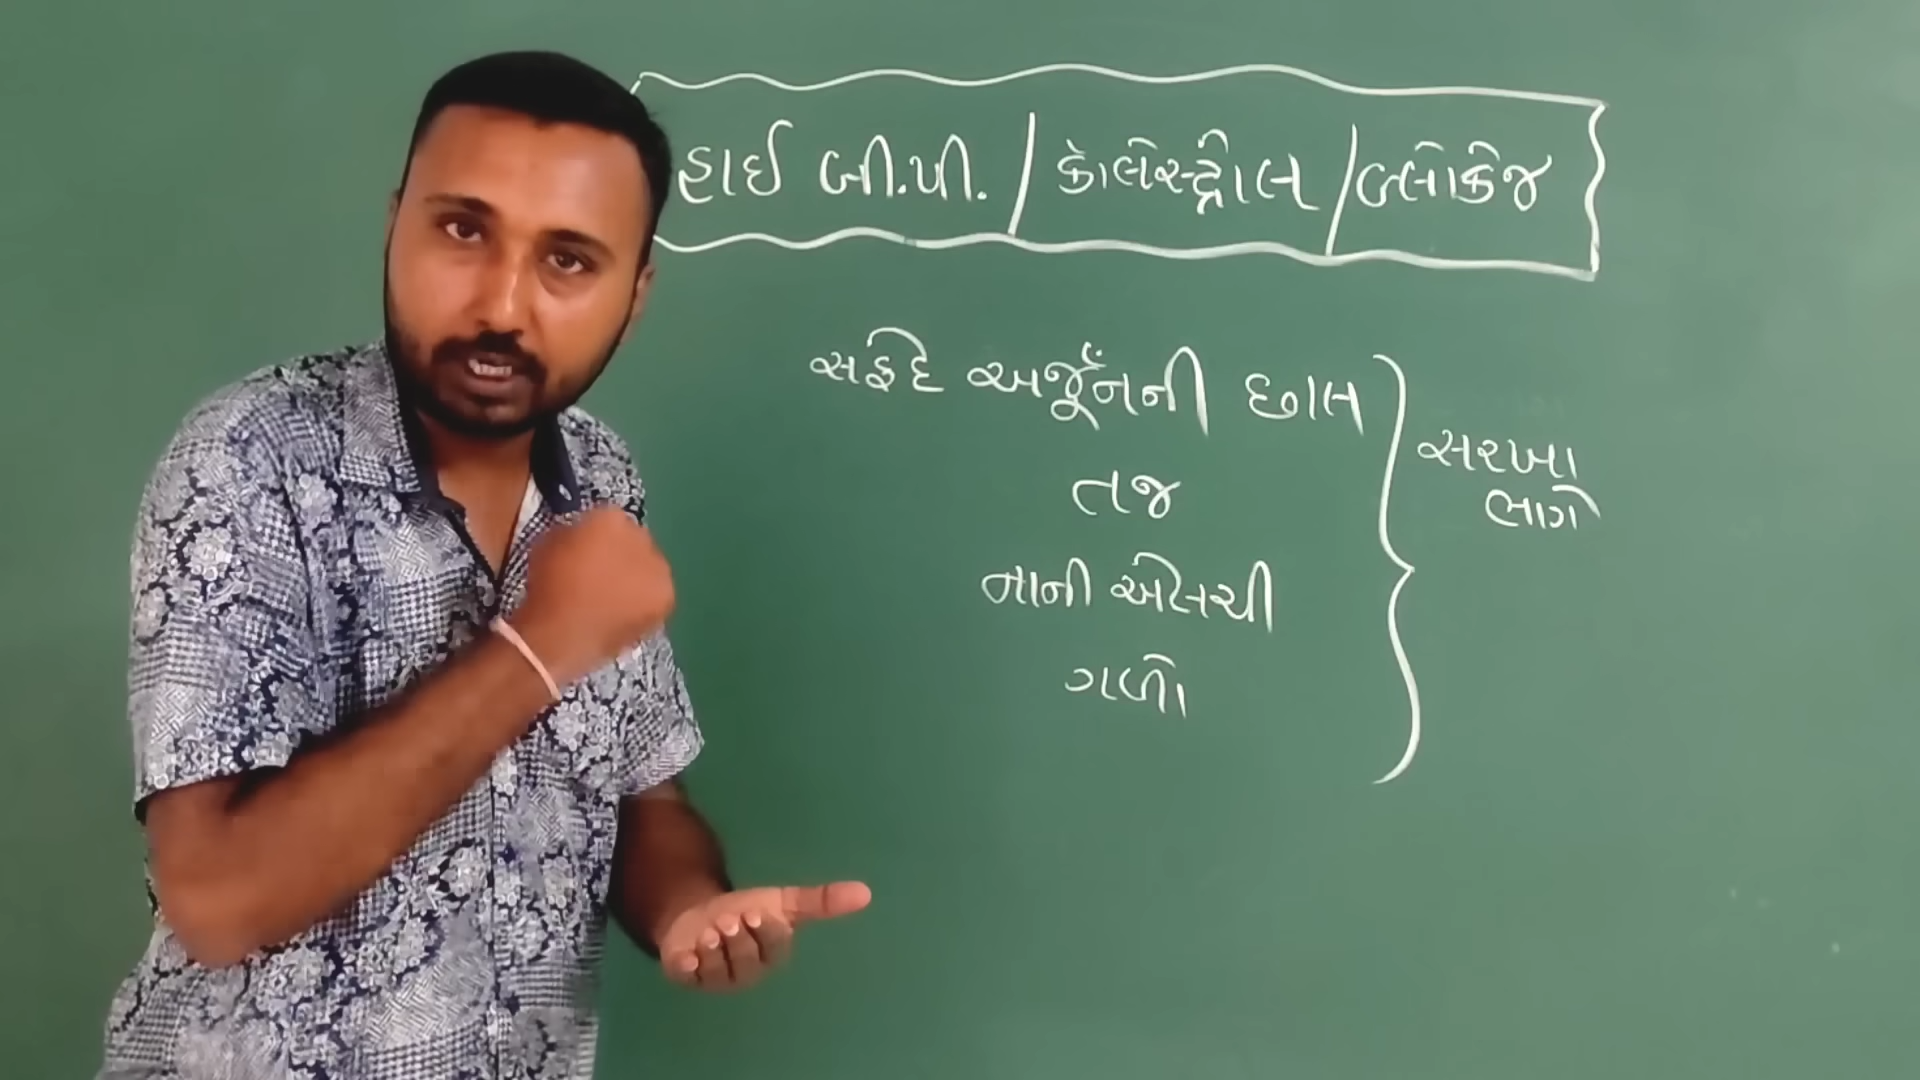 હાઈ બી.પી. / કોલેસ્ટ્રોલ / બ્લોકેજ
સફેદ અર્જુનની છાલ
તજ
નાની એલચી
ગળો
સરખા
ભાગે